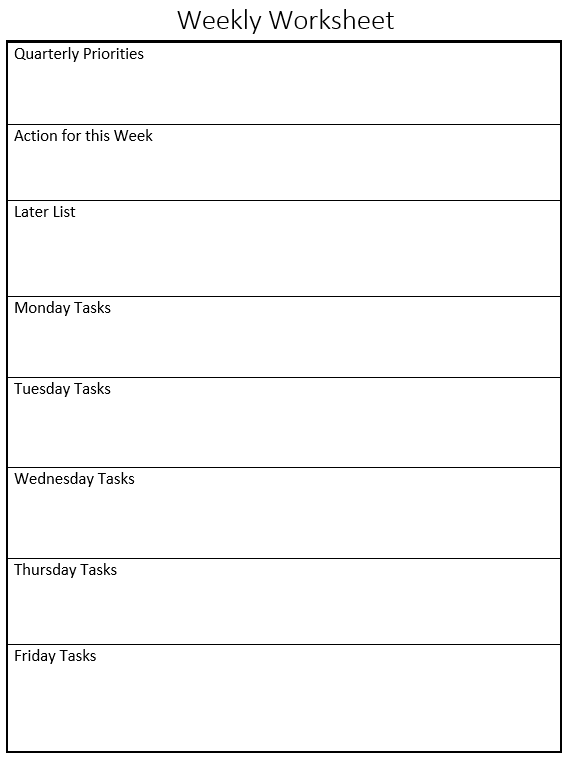 Weekly Worksheet
Quarterly Priorities
Action for this Week
Later List
Monday Tasks
Tuesday Tasks
Wednesday Tasks
Thursday Tasks
Friday Tasks